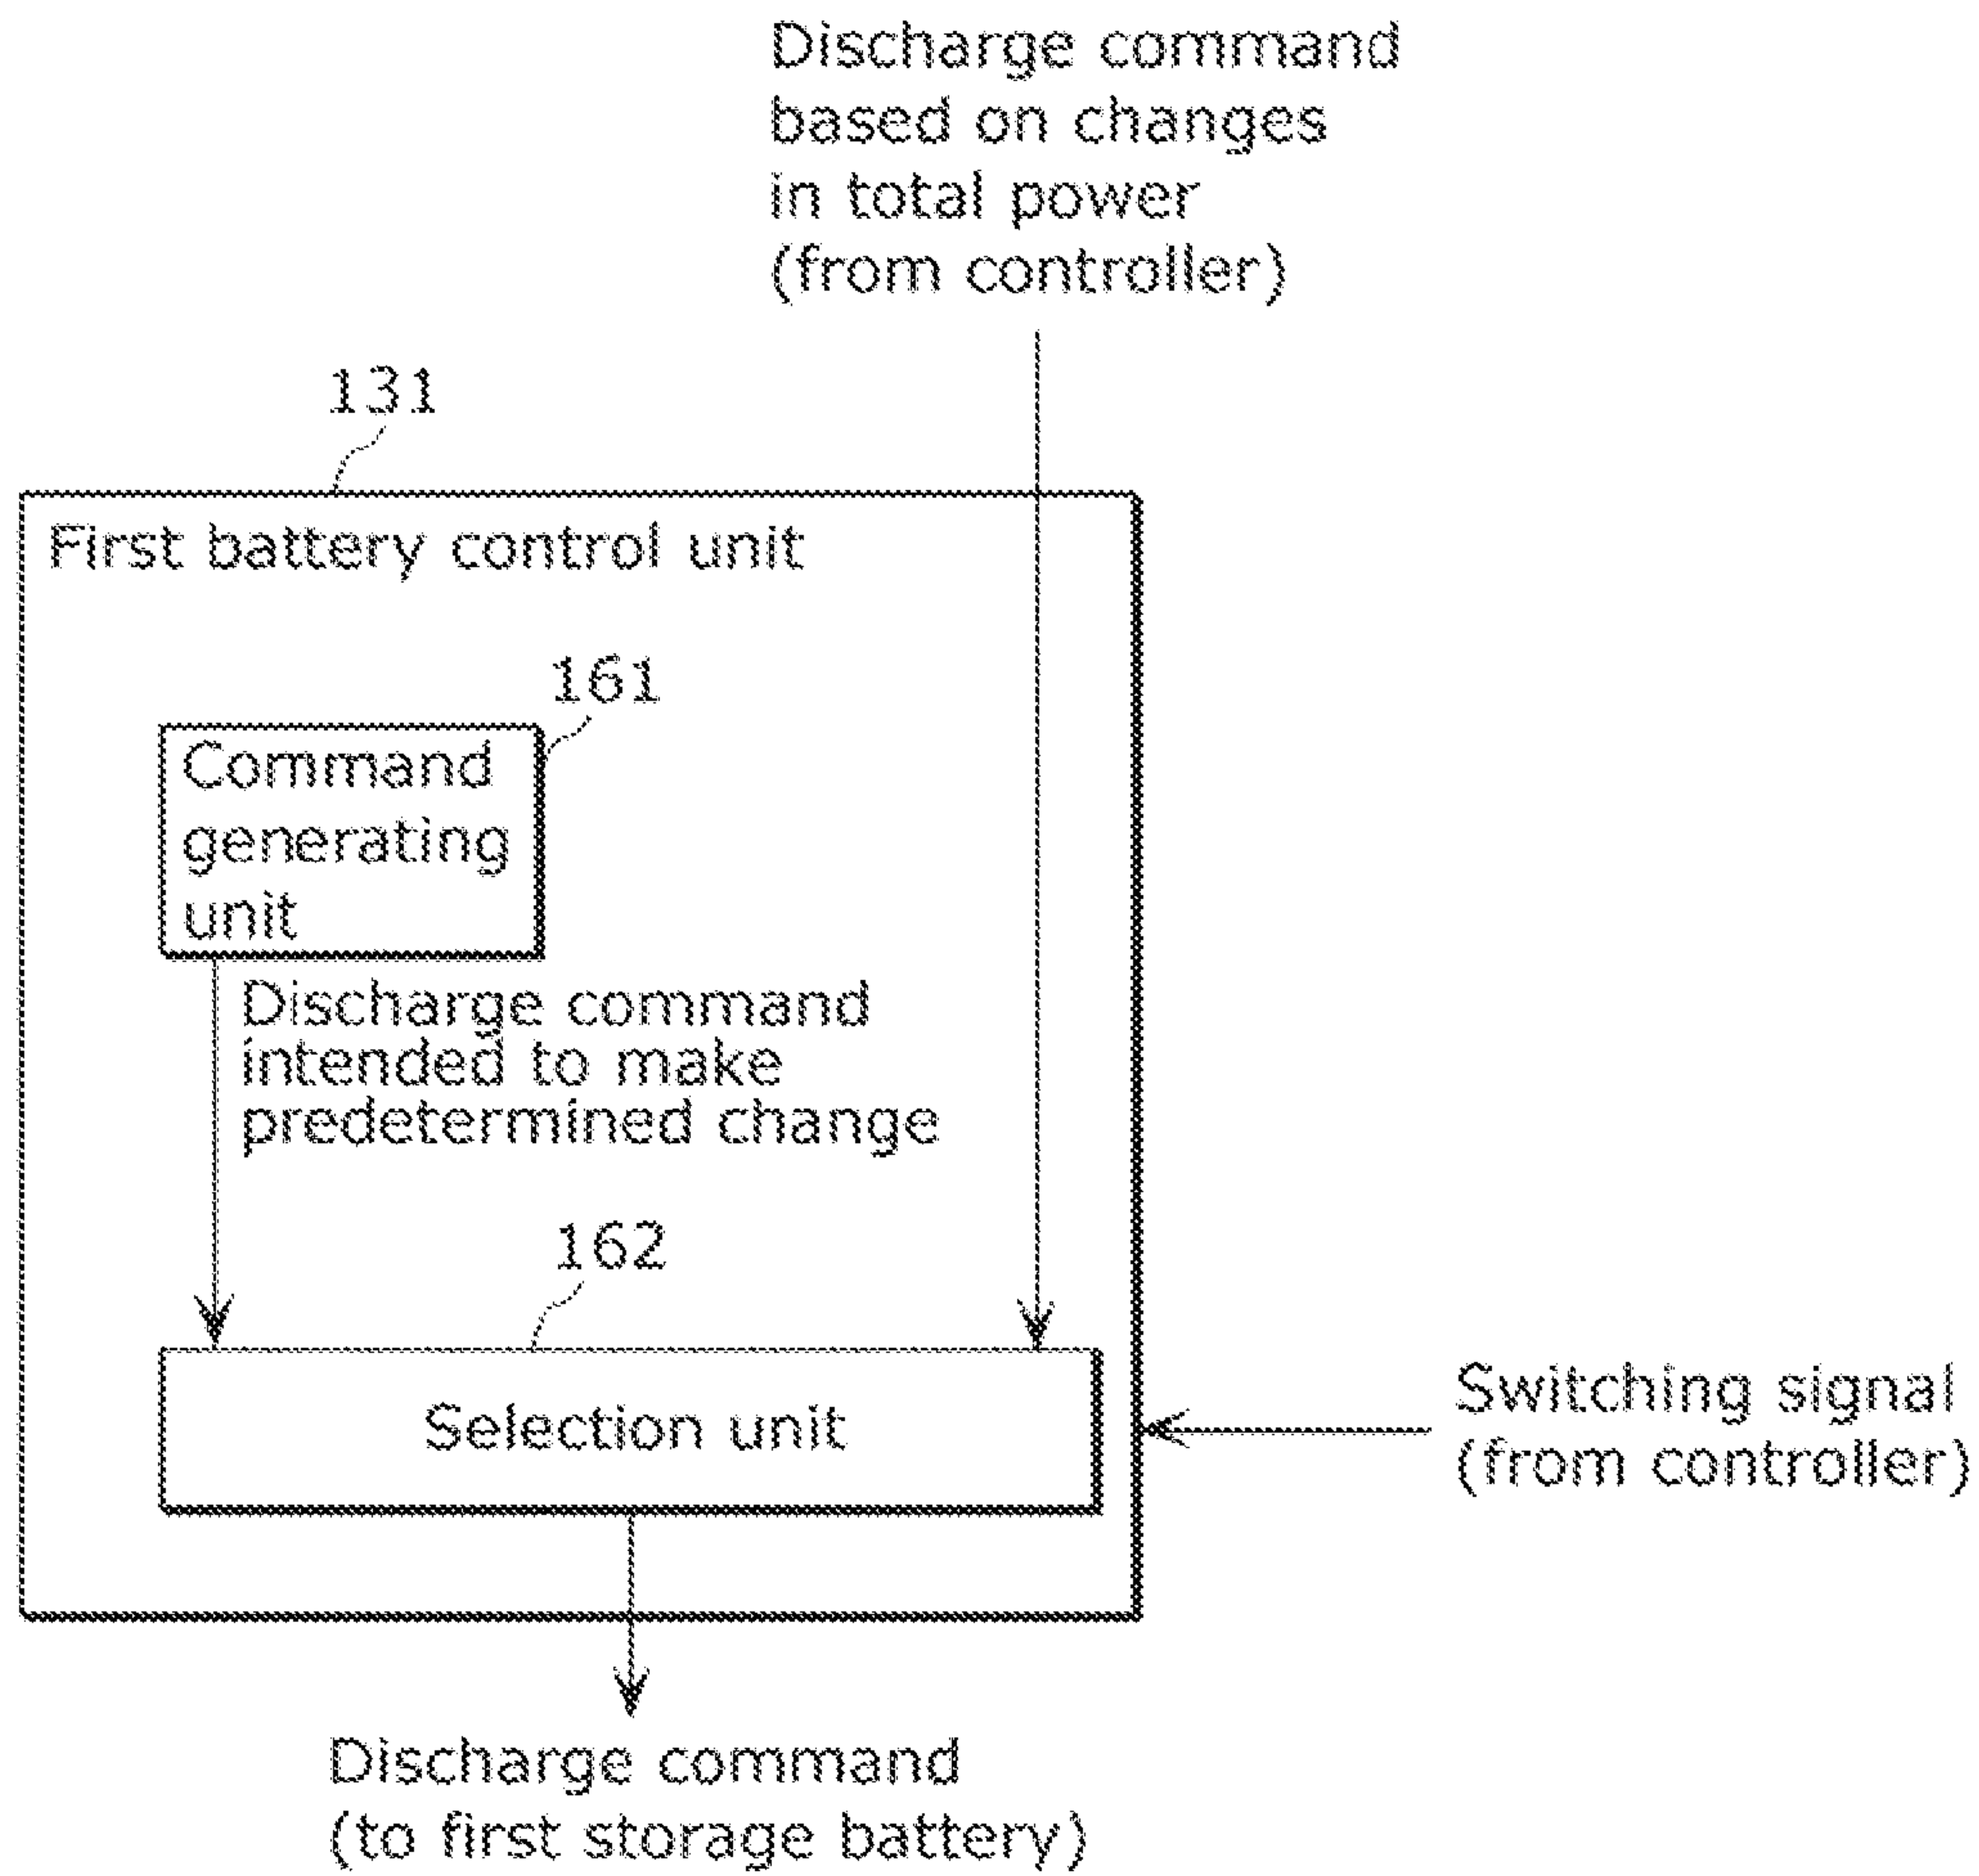 Discharge command
based on changes
in total power
(from controller)
131
First battery control unit
161
Command
generating
unit
Discharge command
intended to make
predetermined change
162
Selection unit
Switching signal
(from controller)
Discharge command
(to first storage battery)